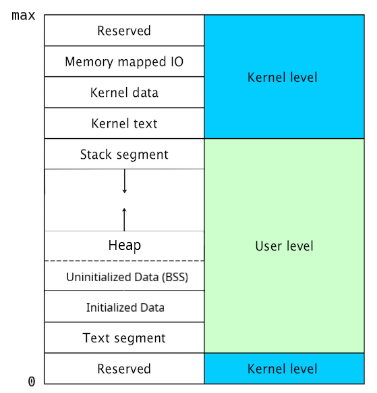 max
Reserved
Memory mapped IO
Kernel data
Kernel text
Kernel level
Stack segment
Heap
Uninitialized Data (BSS)
Initialized Data
Text segment
User level
Reserved
Kernel level
0